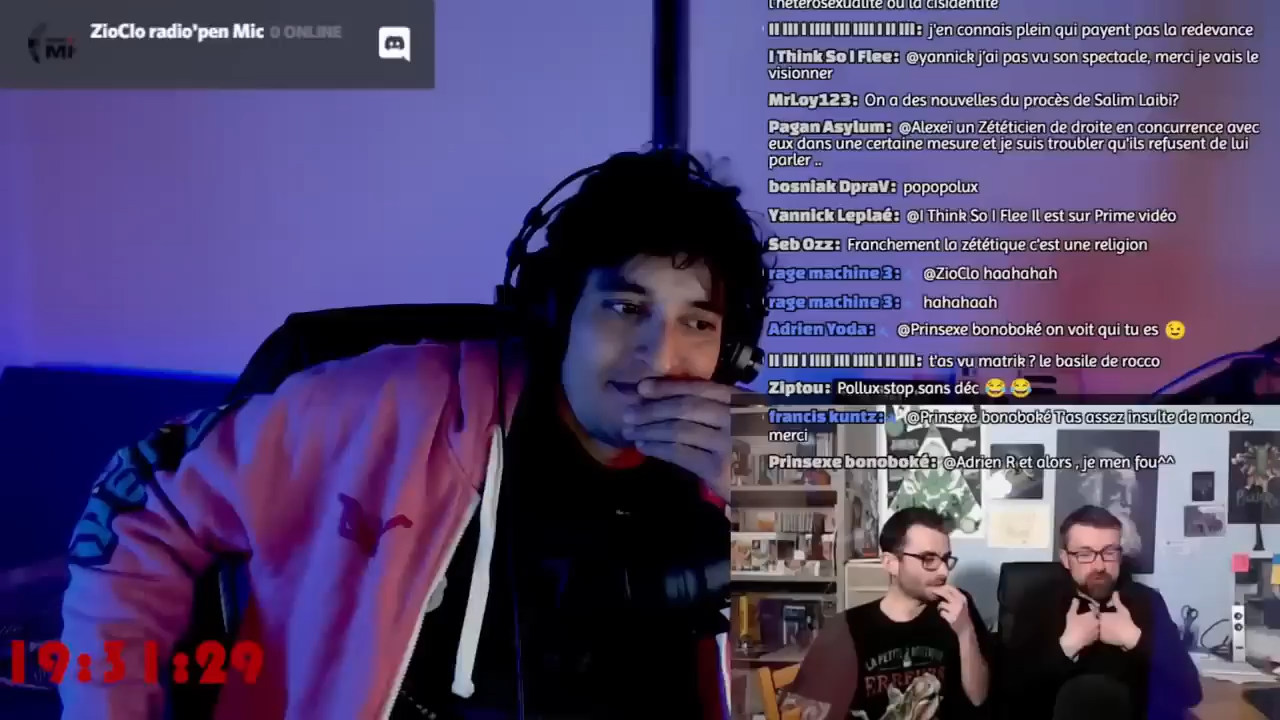 ZioClo radio'pen Mic 0 ONLINE
MI
l'hétérosexualité ou la cisidentité
j'en connais plein qui payent pas la redevance
I Think So I Flee: @yannick j'ai pas vu son spectacle, merci je vais le
visionner
MrLoy123: On a des nouvelles du procès de Salim Laibi?
Pagan Asylum: @Alexeï un Zététicien de droite en concurrence avec
eux dans une certaine mesure et je suis troubler qu'ils refusent de lui
parler ..
bosniak DpraV: popopolux
Yannick Leplaé: @I Think So I Flee Il est sur Prime vidéo
Seb Ozz: Franchement la zététique c'est une religion
rage machine 3: @ZioClo haahahah
rage machine 3: hahahaah
Adrien Yoda: @Prinsexe bonoboké on voit qui tu es 😉
t'as vu matrik ? le basile de rocco
Ziptou: Pollux stop sans déc 😂😂
francis kuntz: @Prinsexe bonoboké T'as assez insulte de monde,
merci
Prinsexe bonoboké: @Adrien R et alors , je men fou^^
LA PETITE
ERREURS
19:31:29